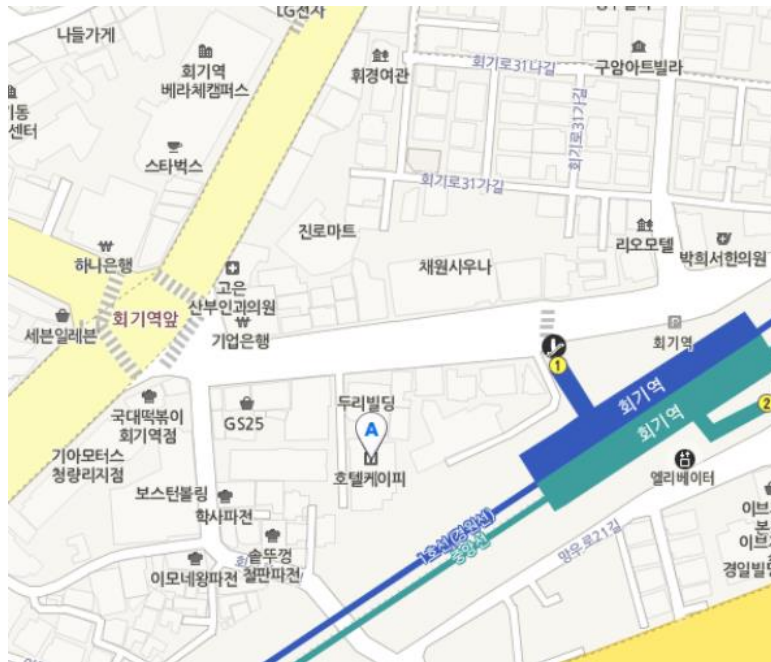 LG전자
나들가게
회기역
베라체캠퍼스
휘경여관
회기로31나길
구암아트빌라
센터
스타벅스
회기로31가길
회기로31가길
진로마트
리오모텔
박희서한의원
하나은행
채원사우나
고은
산부인과의원
세븐일레븐
회기역앞
기업은행
회기역
1
회기역
회기역
2
국대떡볶이
회기역점
GS25
두리빌딩
A
호텔케이피
기아모터스
청량리지점
보스턴볼링
학사파전
엘리베이터
1호선 (경원선)
중앙선
망우로21길
이모네왕파전
솥뚜껑
철판파전
회
이브
본
이브
경일빌